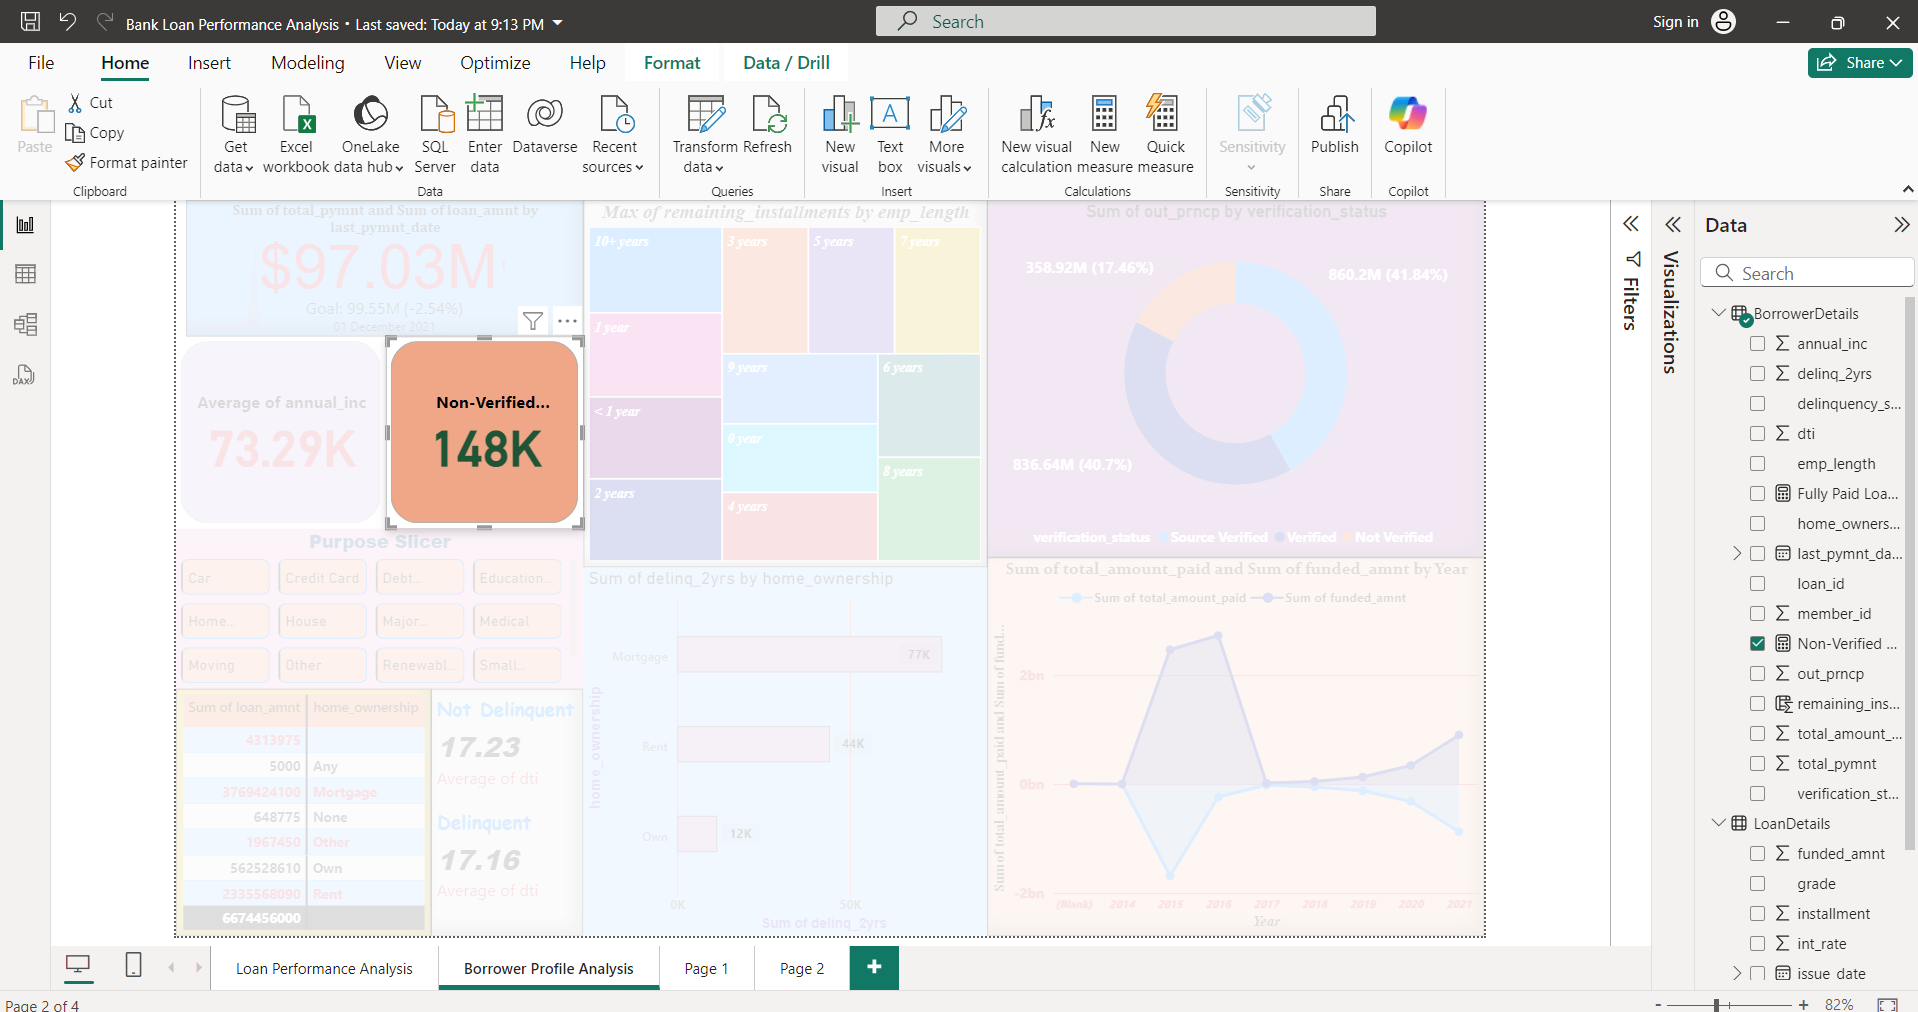 Bank Loan Performance Analysis • Last saved: Today at 9:13 PM
Search
Sign in
File Home Insert Modeling View Optimize Help Format Data / Drill
Share
Paste
Cut
Copy
Format painter
Clipboard
Get data
Excel workbook
OneLake data hub
SQL Server
Enter data
Dataverse
Recent sources
Data
Transform data
Refresh
Queries
New visual
Text box
More visuals
Insert
New visual calculation
New measure
Quick measure
Calculations
Sensitivity
Sensitivity
Publish
Share
Copilot
Copilot
DAX
Sum of total_pymnt and Sum of loan_amnt by
last_pymnt_date
$97.03M
Goal: 99.55M (-2.54%)
01 December 2021
Average of annual_inc
73.29K
Non-Verified...
148K
Purpose Slicer
Car
Credit Card
Debt...
Education...
Home...
House
Major...
Medical
Moving
Other
Renewabl...
Small...
Sum of loan_amnt home_ownership
4313975
5000 Any
3769424100 Mortgage
648775 None
1967450 Other
562528610 Own
2335568090 Rent
6674456000
Not Delinquent
17.23
Average of dti
Delinquent
17.16
Average of dti
Max of remaining_installments by emp_length
10+ years
3 years
5 years
7 years
1 year
9 years
6 years
< 1 year
0 year
8 years
2 years
4 years
Sum of delinq_2yrs by home_ownership
home_ownership
Mortgage
77K
Rent
44K
Own
12K
0K
50K
Sum of delinq_2yrs
Sum of out_prncp by verification_status
358.92M (17.46%)
860.2M (41.84%)
836.64M (40.7%)
verification_status Source Verified Verified Not Verified
Sum of total_amount_paid and Sum of funded_amnt by Year
Sum of total_amount_paid Sum of funded_amnt
Sum of total_amount_paid and Sum of fund...
2bn
0bn
-2bn
(Blank) 2014 2015 2016 2017 2018 2019 2020 2021
Year
Filters
Visualizations
Data
Search
BorrowerDetails
annual_inc
delinq_2yrs
delinquency_s...
dti
emp_length
Fully Paid Loa...
home_owners...
last_pymnt_da...
loan_id
member_id
Non-Verified ...
out_prncp
remaining_ins...
total_amount_...
total_pymnt
verification_st...
LoanDetails
funded_amnt
grade
installment
int_rate
issue_date
Loan Performance Analysis
Borrower Profile Analysis
Page 1
Page 2
Page 2 of 4
82%